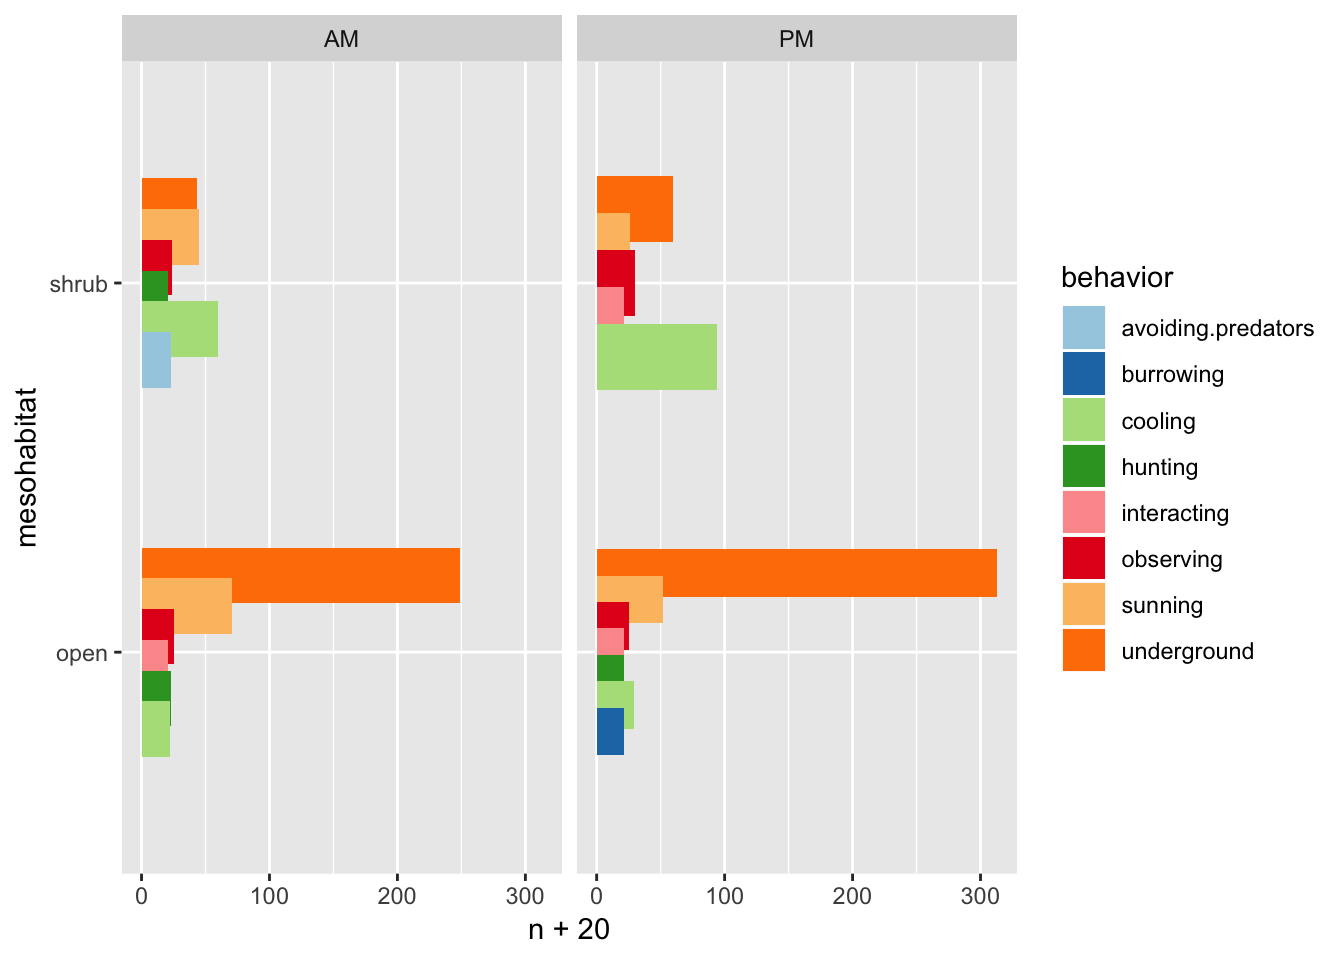 AM
PM
shrub
open
mesohabitat
0
100
200
300
0
100
200
300
n + 20
behavior
avoiding.predators
burrowing
cooling
hunting
interacting
observing
sunning
underground